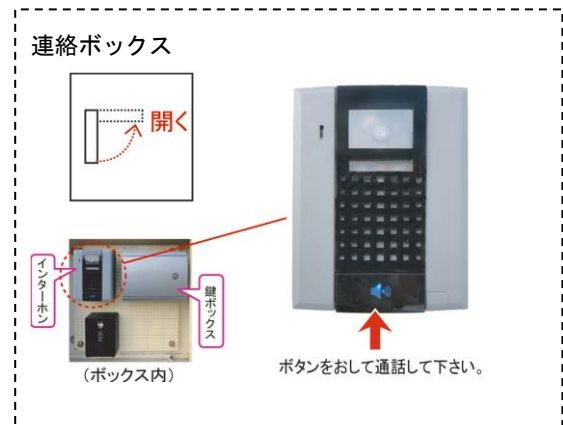 連絡ボックス
開く
インターホン
鍵ボックス
(ボックス内)
ボタンをおして通話して下さい。